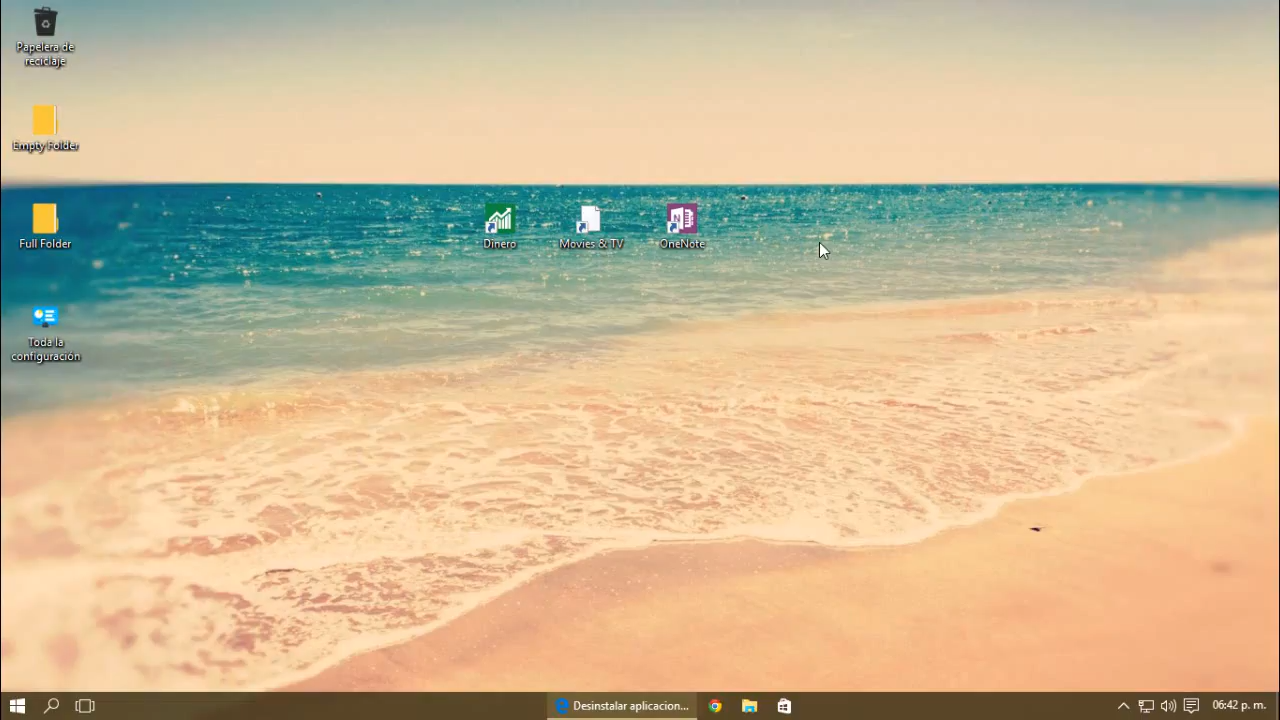 Papelera de
reciclaje
Empty Folder
Full Folder
Dinero
Movies & TV
OneNote
Toda la
configuración
Desinstalar aplicacion...
06:42 p. m.